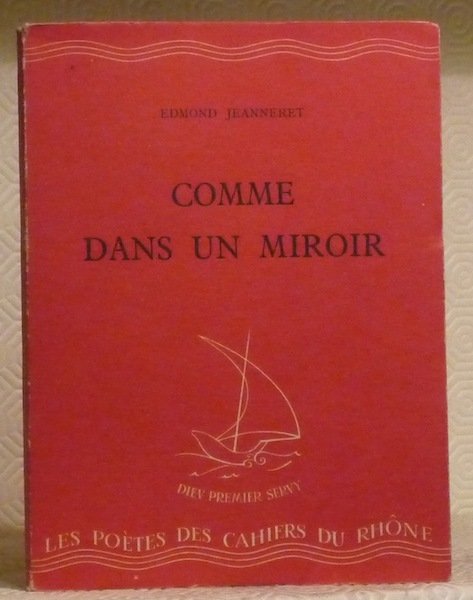 EDMOND JEANNERET
COMME
DANS UN MIROIR
DIEV PREMIER SERVY
LES POÈTES DES CAHIERS DU RHÔNE